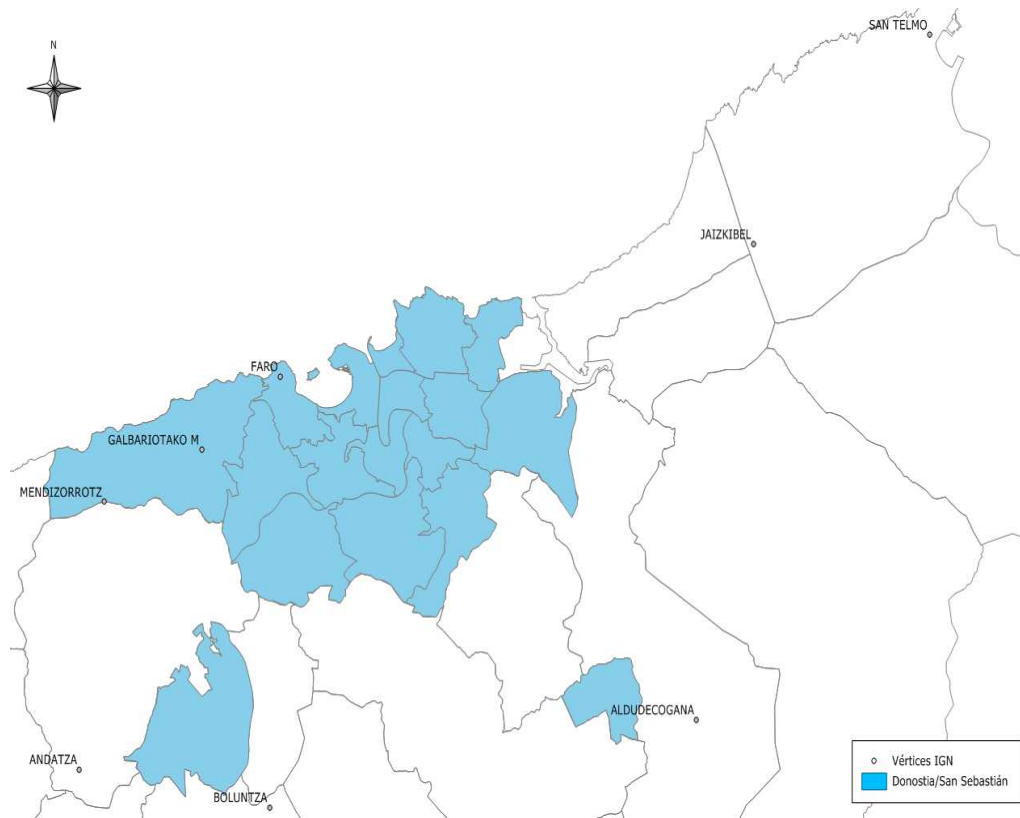 SAN TELMO
N
JAIZKIBEL
FARO
GALBARIOTAKO M
MENDIZORROTZ
ALDUDECOGANA
ANDATZA
BOLUNTZA
Vértices IGN
Donostia/San Sebastián